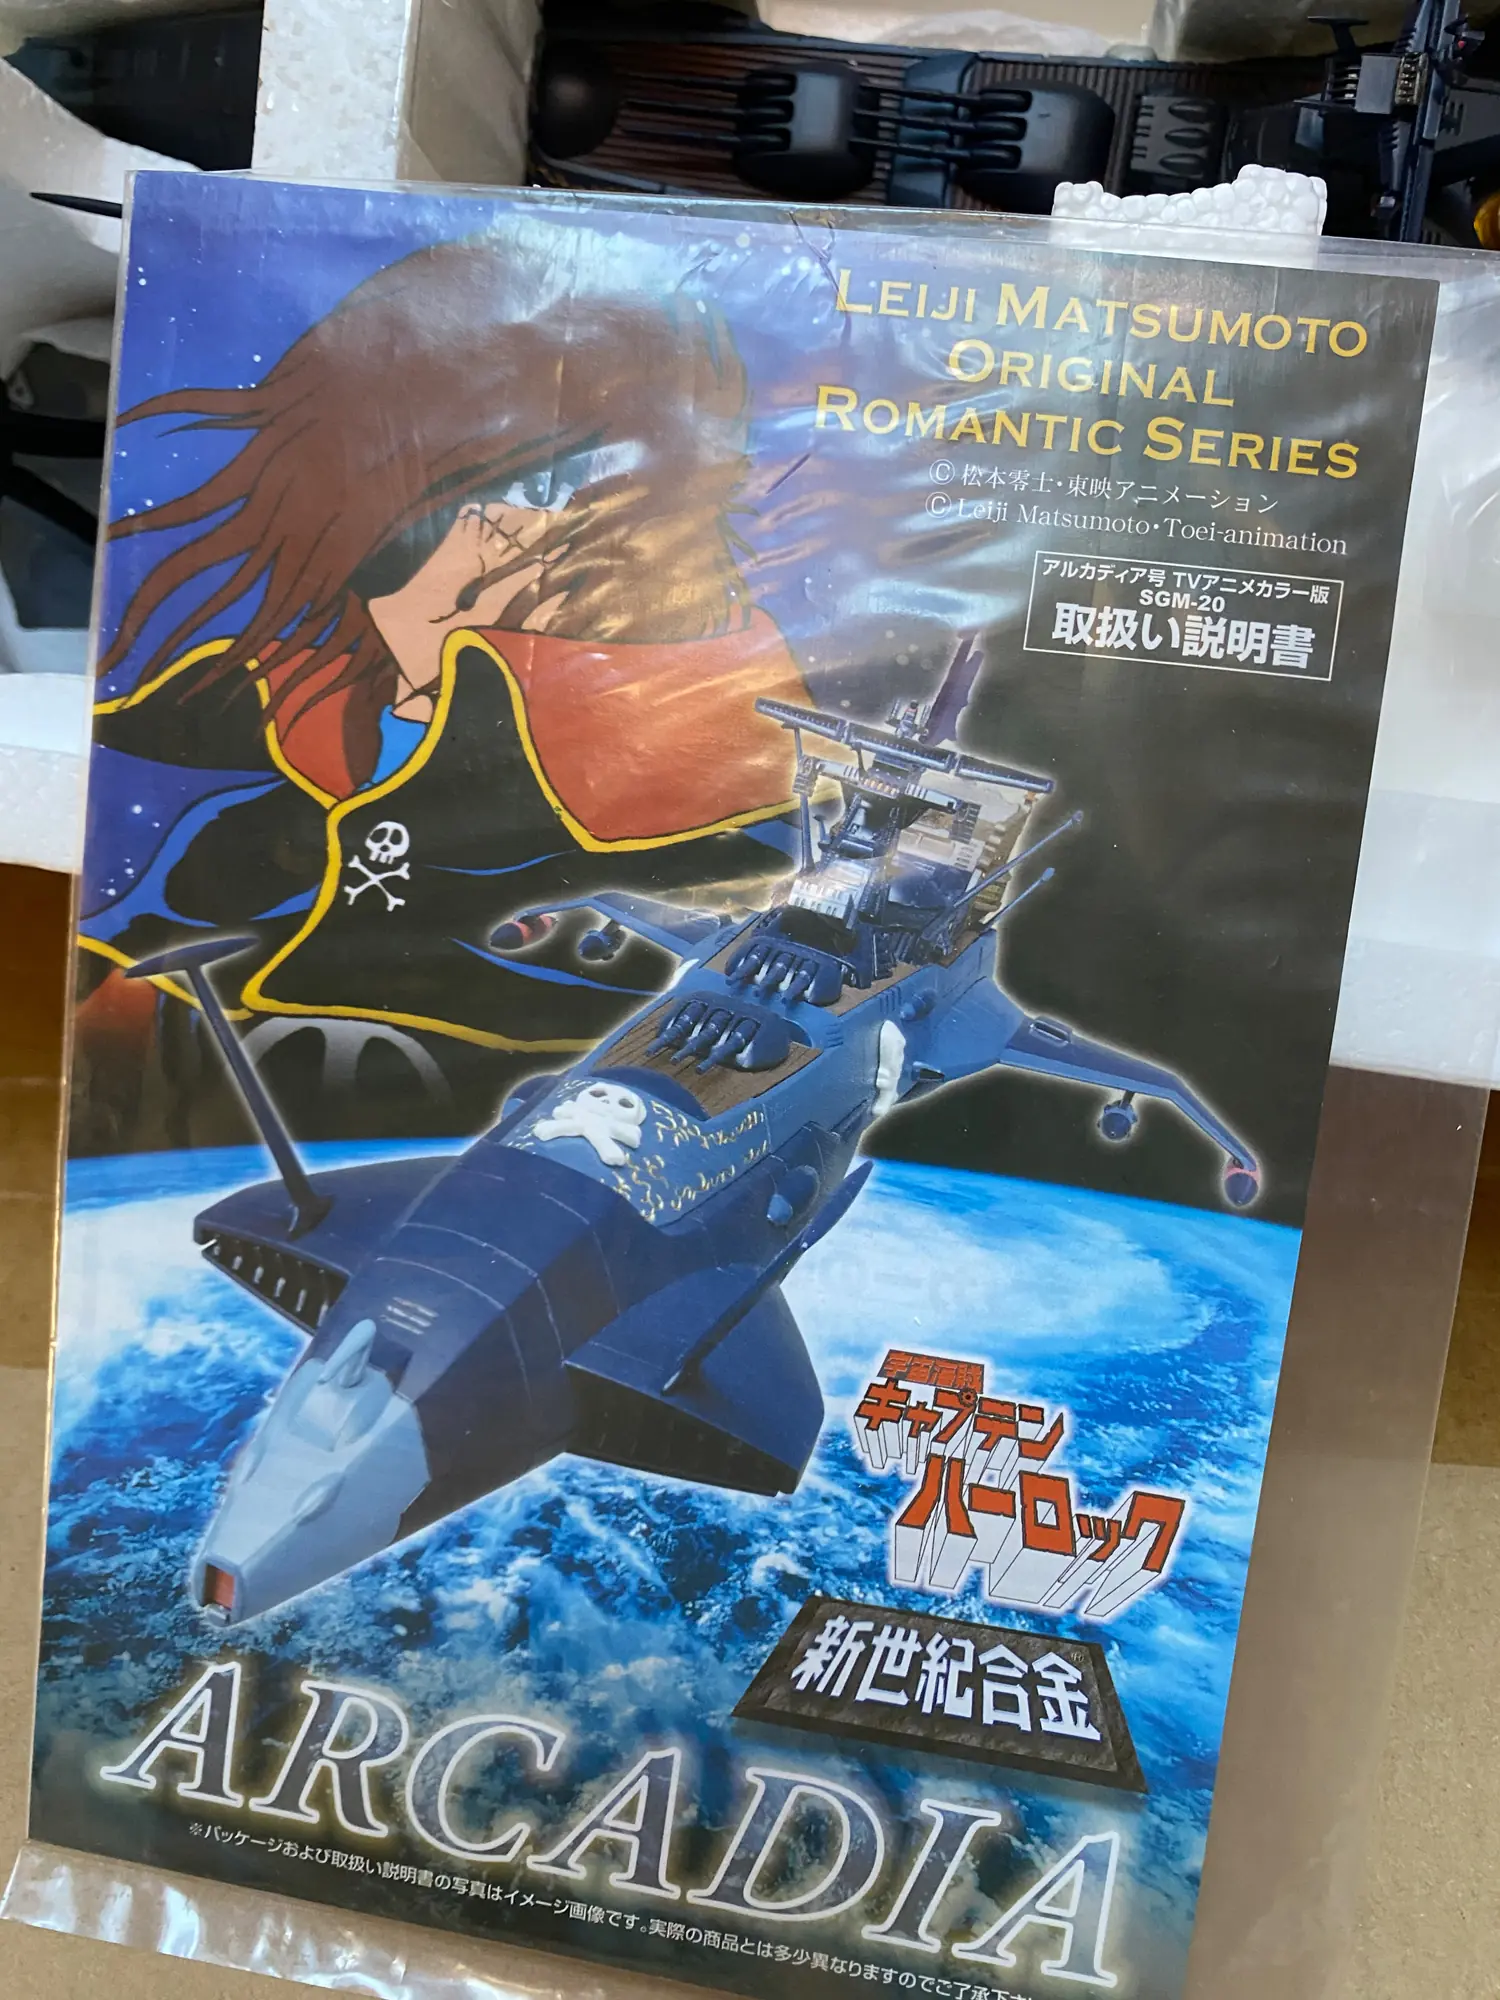 LEIJI MATSUMOTO
ORIGINAL
ROMANTIC SERIES
Ⓒ 松本零士・東映アニメーション
Ⓒ Leiji Matsumoto・Toei-animation
アルカディア号 TVアニメカラー版
SGM-20
取扱い説明書
宇宙海賊
キャプテン
ハーロック
新世紀合金®
ARCADIA
※パッケージおよび取扱い説明書の写真はイメージ画像です。実際の商品とは多少異なりますのでご了承下さ